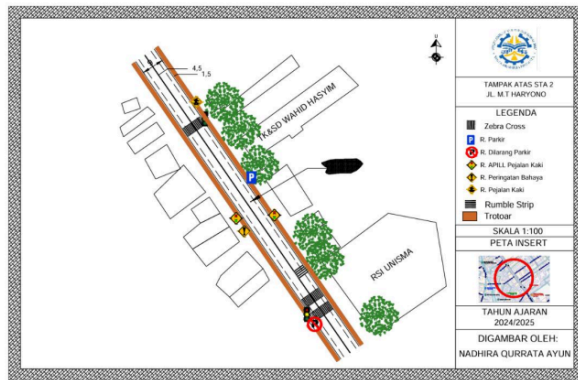 4,5
1,5
TK&SD WAHID HASYIM
P
RSI UNISMA
TAMPAK ATAS STA 2
JL. M.T HARYONO
LEGENDA
Zebra Cross
P R. Parkir
R. Dilarang Parkir
R. APILL Pejalan Kaki
R. Peringatan Bahaya
R. Pejalan Kaki
Rumble Strip
Trotoar
SKALA 1:100
PETA INSERT
TAHUN AJARAN
2024/2025
DIGAMBAR OLEH:
NADHIRA QURRATA AYUN